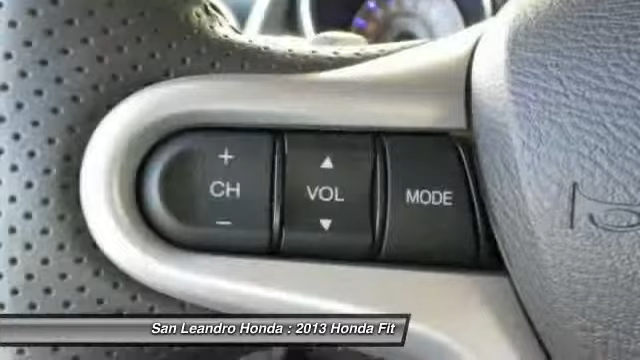 +
CH
−
▲
VOL
▼
MODE
San Leandro Honda : 2013 Honda Fit